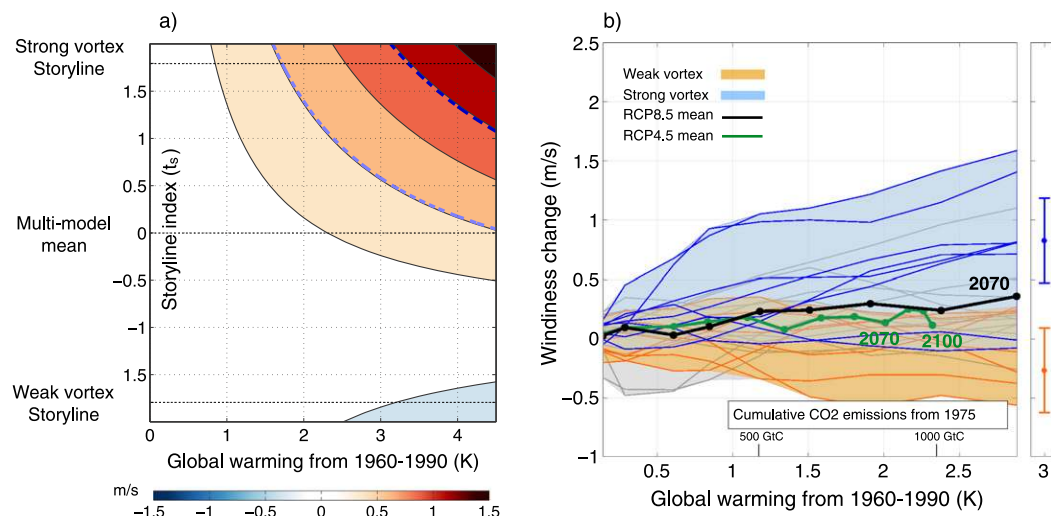 a)
Strong vortex
Storyline
Multi-model
mean
Weak vortex
Storyline
Storyline index (ts)
1.5
1
0.5
0
−0.5
−1
1.5
0 1 2 3 4
Global warming from 1960-1990 (K)
m/s
−1.5 −1 −0.5 0 0.5 1 1.5
b)
Windiness change (m/s)
2.5
2
1.5
1
0.5
0
−0.5
−1
Weak vortex
Strong vortex
RCP8.5 mean
RCP4.5 mean
2070
2070
2100
Cumulative CO2 emissions from 1975
500 GtC 1000 GtC
0.5 1 1.5 2 2.5 3
Global warming from 1960-1990 (K)